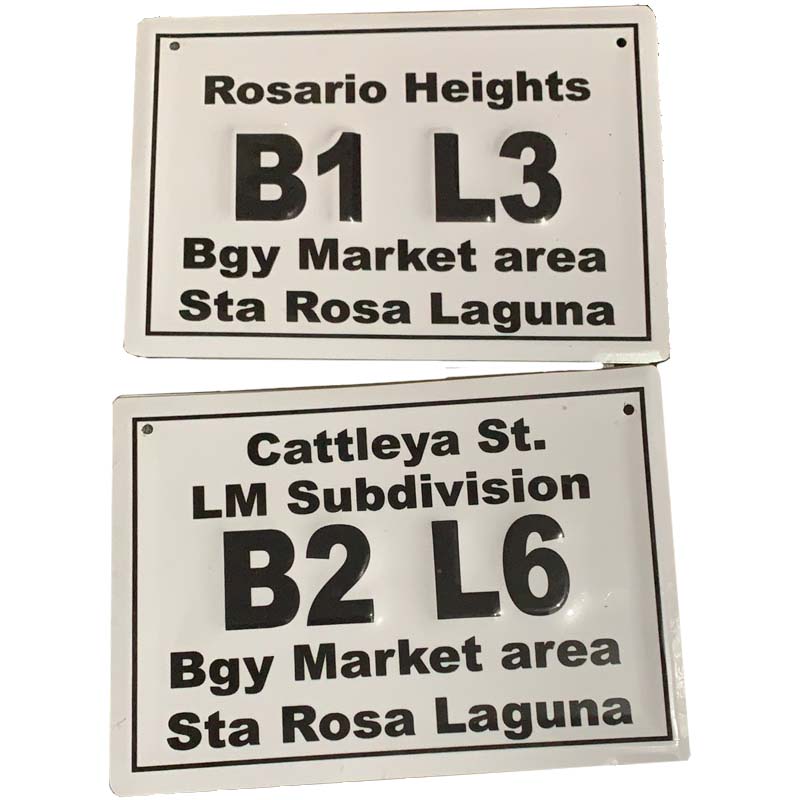 Rosario Heights
B1 L3
Bgy Market area
Sta Rosa Laguna
Cattleya St.
LM Subdivision
B2 L6
Bgy Market area
Sta Rosa Laguna